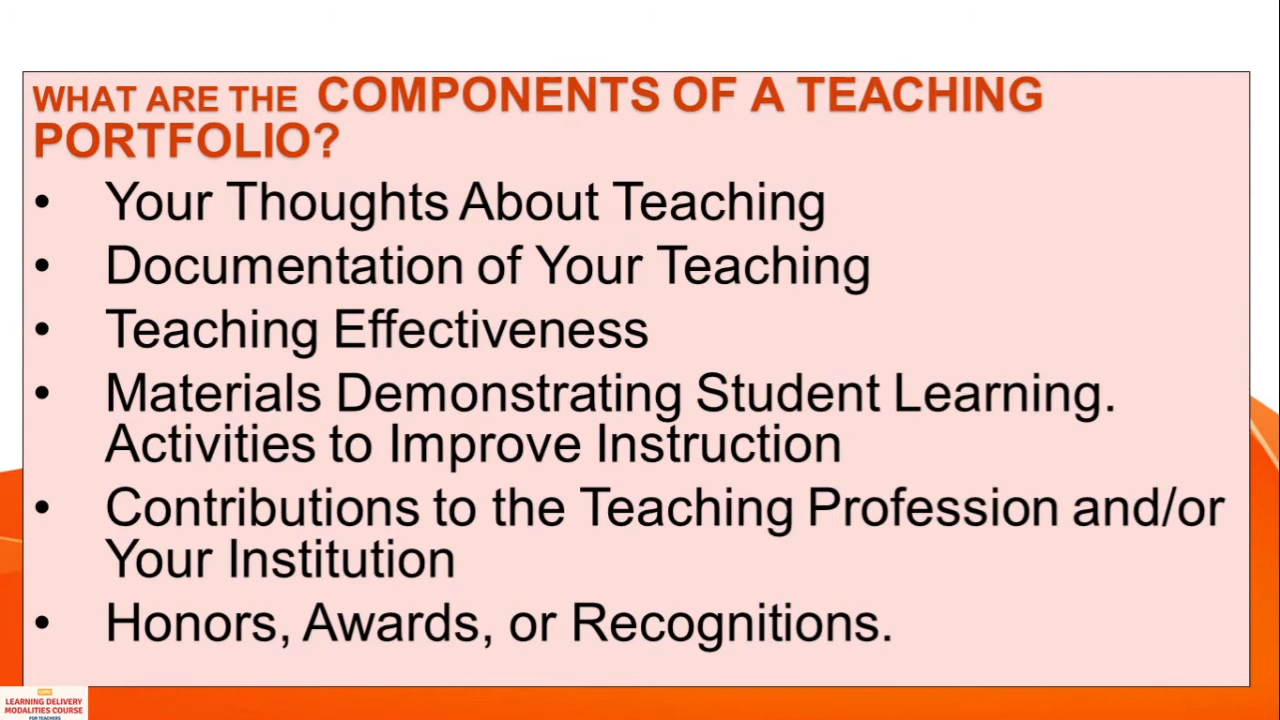 WHAT ARE THE COMPONENTS OF A TEACHING
PORTFOLIO?
• Your Thoughts About Teaching
• Documentation of Your Teaching
• Teaching Effectiveness
• Materials Demonstrating Student Learning.
Activities to Improve Instruction
• Contributions to the Teaching Profession and/or
Your Institution
• Honors, Awards, or Recognitions.
LEARNING DELIVERY
MODALITIES COURSE
FOR TEACHERS